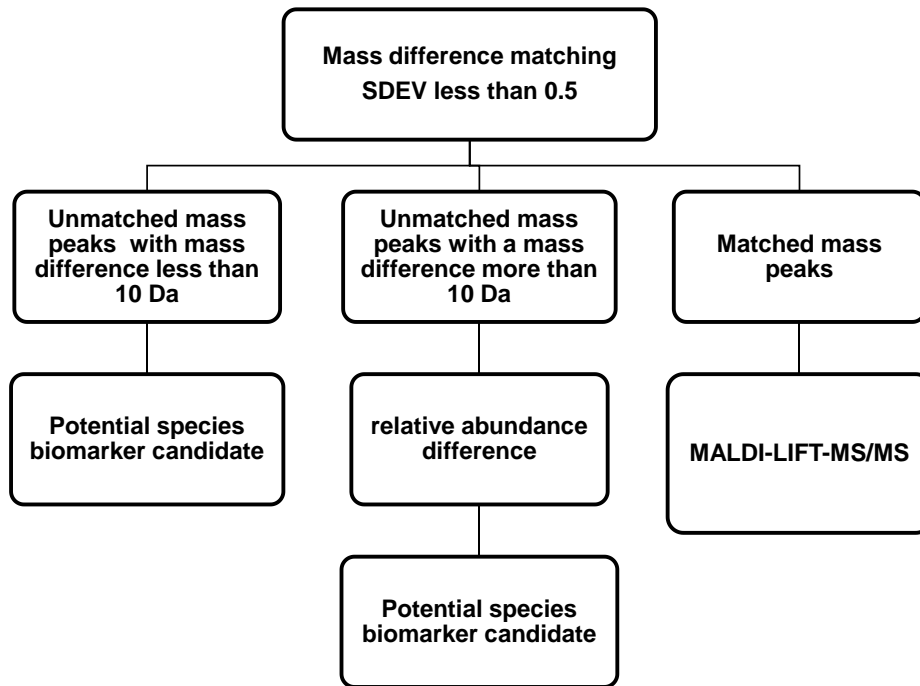 Mass difference matching
SDEV less than 0.5
Unmatched mass
peaks with mass
difference less than
10 Da
Unmatched mass
peaks with a mass
difference more than
10 Da
Matched mass
peaks
Potential species
biomarker candidate
relative abundance
difference
MALDI-LIFT-MS/MS
Potential species
biomarker candidate